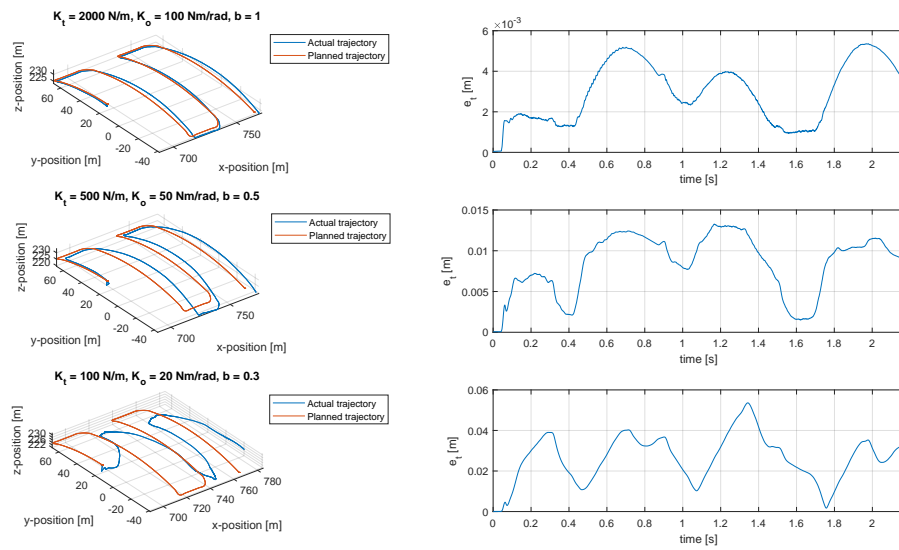 K_t = 2000 N/m, K_o = 100 Nm/rad, b = 1
Actual trajectory
Planned trajectory
z-position [m]
230
225
60
40
20
0
-20
-40
y-position [m]
700
750
x-position [m]
×10^-3
6
4
2
0
e_t [m]
0 0.2 0.4 0.6 0.8 1 1.2 1.4 1.6 1.8 2
time [s]
K_t = 500 N/m, K_o = 50 Nm/rad, b = 0.5
Actual trajectory
Planned trajectory
z-position [m]
230
225
220
60
40
20
0
-20
-40
y-position [m]
700
750
x-position [m]
0.015
0.01
0.005
0
e_t [m]
0 0.2 0.4 0.6 0.8 1 1.2 1.4 1.6 1.8 2
time [s]
K_t = 100 N/m, K_o = 20 Nm/rad, b = 0.3
Actual trajectory
Planned trajectory
z-position [m]
230
226
222
60
40
20
0
-20
-40
y-position [m]
700
720
740
760
780
x-position [m]
0.06
0.04
0.02
0
e_t [m]
0 0.2 0.4 0.6 0.8 1 1.2 1.4 1.6 1.8 2
time [s]